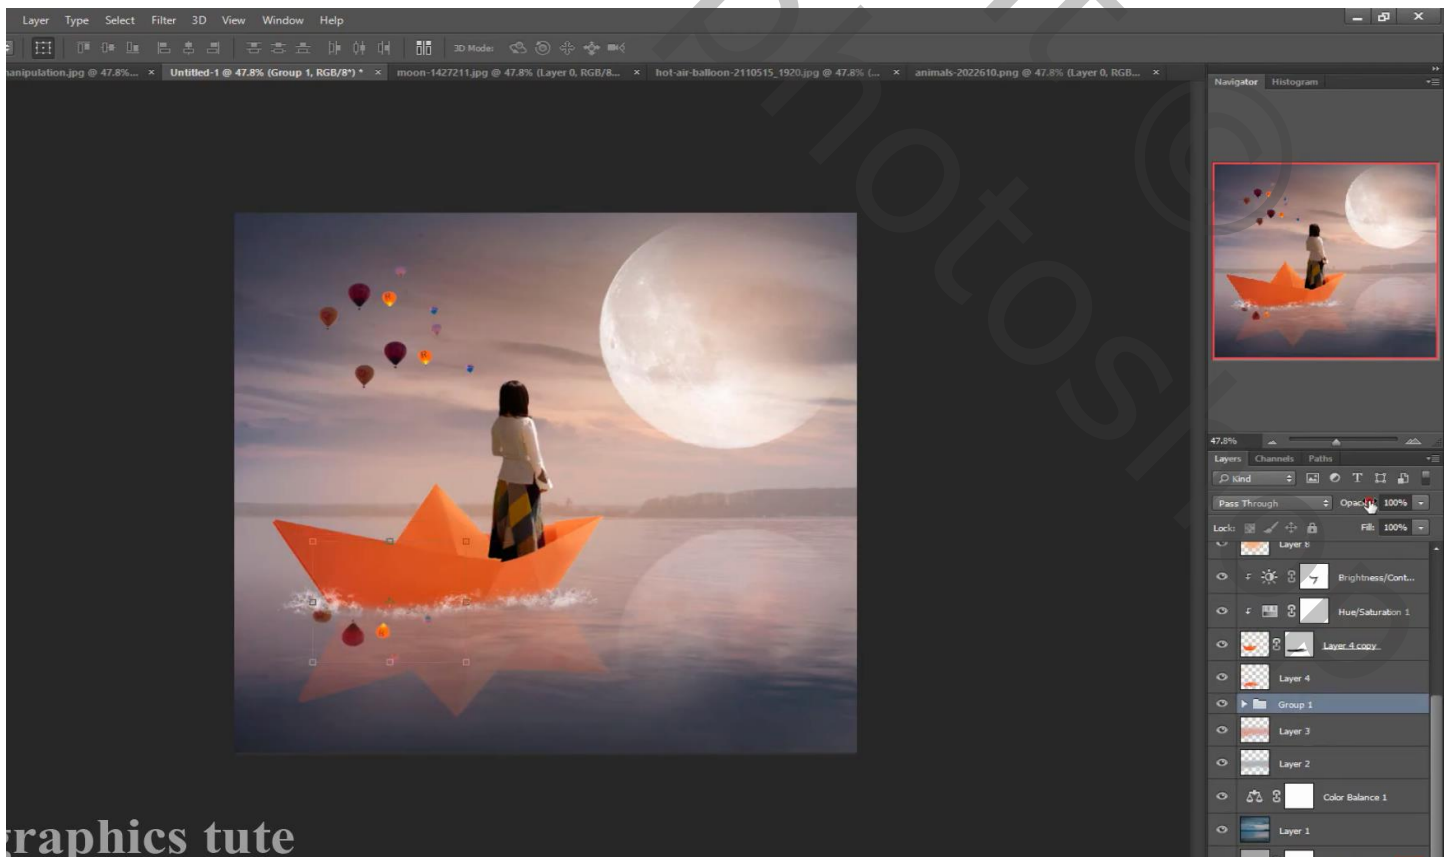 Layer Type Select Filter 3D View Window Help
3D Mode:
anipulation.jpg @ 47.8%... × Untitled-1 @ 47.8% (Group 1, RGB/8*) * × moon-1427211.jpg @ 47.8% (Layer 0, RGB/8... × hot-air-balloon-2110515_1920.jpg @ 47.8% (... × animals-2022610.png @ 47.8% (Layer 0, RGB... ×
Navigator Histogram
47.8%
Layers Channels Paths
Kind
Pass Through 100%
Lock: Fill: 100%
Brightness/Cont...
Hue/Saturation 1
Layer 4 copy
Layer 4
Group 1
Layer 3
Layer 2
Color Balance 1
Layer 1
graphics tute
© photoshop